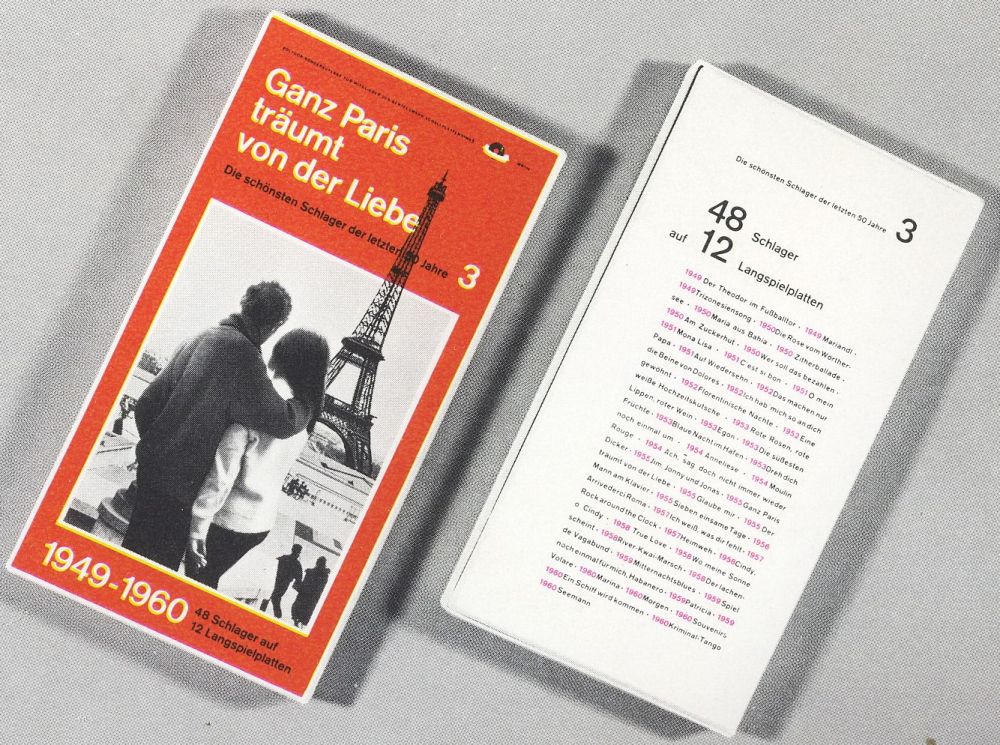 POLYDOR-SONDERAUFLAGE FÜR MITGLIEDER DES BERTELSMANN SCHALLPLATTENRINGES
Ganz Paris
träumt
von der Liebe
Die schönsten Schlager der letzten 50 Jahre 3
1949-1960
48 Schlager auf
12 Langspielplatten
Die schönsten Schlager der letzten 50 Jahre 3
48 Schlager
auf 12 Langspielplatten
1949 Der Theodor im Fußballtor · 1949 Mariandl ·
1949 Trizonesiensong · 1950 Die Rose vom Wörther-
see · 1950 Maria aus Bahia · 1950 Zitherballade ·
1950 Am Zuckerhut · 1950 Wer soll das bezahlen ·
1951 Mona Lisa · 1951 C'est si bon · 1951 O mein
Papa · 1951 Auf Wiedersehn · 1952 Das machen nur
die Beine von Dolores · 1952 Ich hab mich so an dich
gewöhnt · 1952 Florentinische Nächte · 1953 Eine
weiße Hochzeitskutsche · 1953 Rote Rosen, rote
Lippen, roter Wein · 1953 Egon · 1953 Die süßesten
Früchte · 1953 Blaue Nacht im Hafen · 1953 Dreh dich
noch einmal um · 1954 Anneliese · 1954 Moulin
Rouge · 1954 Ach, sag doch nicht immer wieder
Dicker · 1955 Jim, Jonny und Jonas · 1955 Ganz Paris
träumt von der Liebe · 1955 Glaube mir · 1955 Der
Mann am Klavier · 1955 Sieben einsame Tage · 1956
Arrivederci Roma · 1957 Ich weiß, was dir fehlt · 1957
Rock around the Clock · 1957 Heimweh · 1956 Cindy,
o Cindy · 1958 True Love · 1958 Wo meine Sonne
scheint · 1958 River-Kwai-Marsch · 1958 Der lachen-
de Vagabund · 1959 Mitternachtsblues · 1959 Spiel
noch einmal für mich, Habanero · 1959 Patricia · 1959
Volare · 1960 Marina · 1960 Morgen · 1960 Souvenirs
1960 Ein Schiff wird kommen · 1960 Kriminal-Tango
1960 Seemann